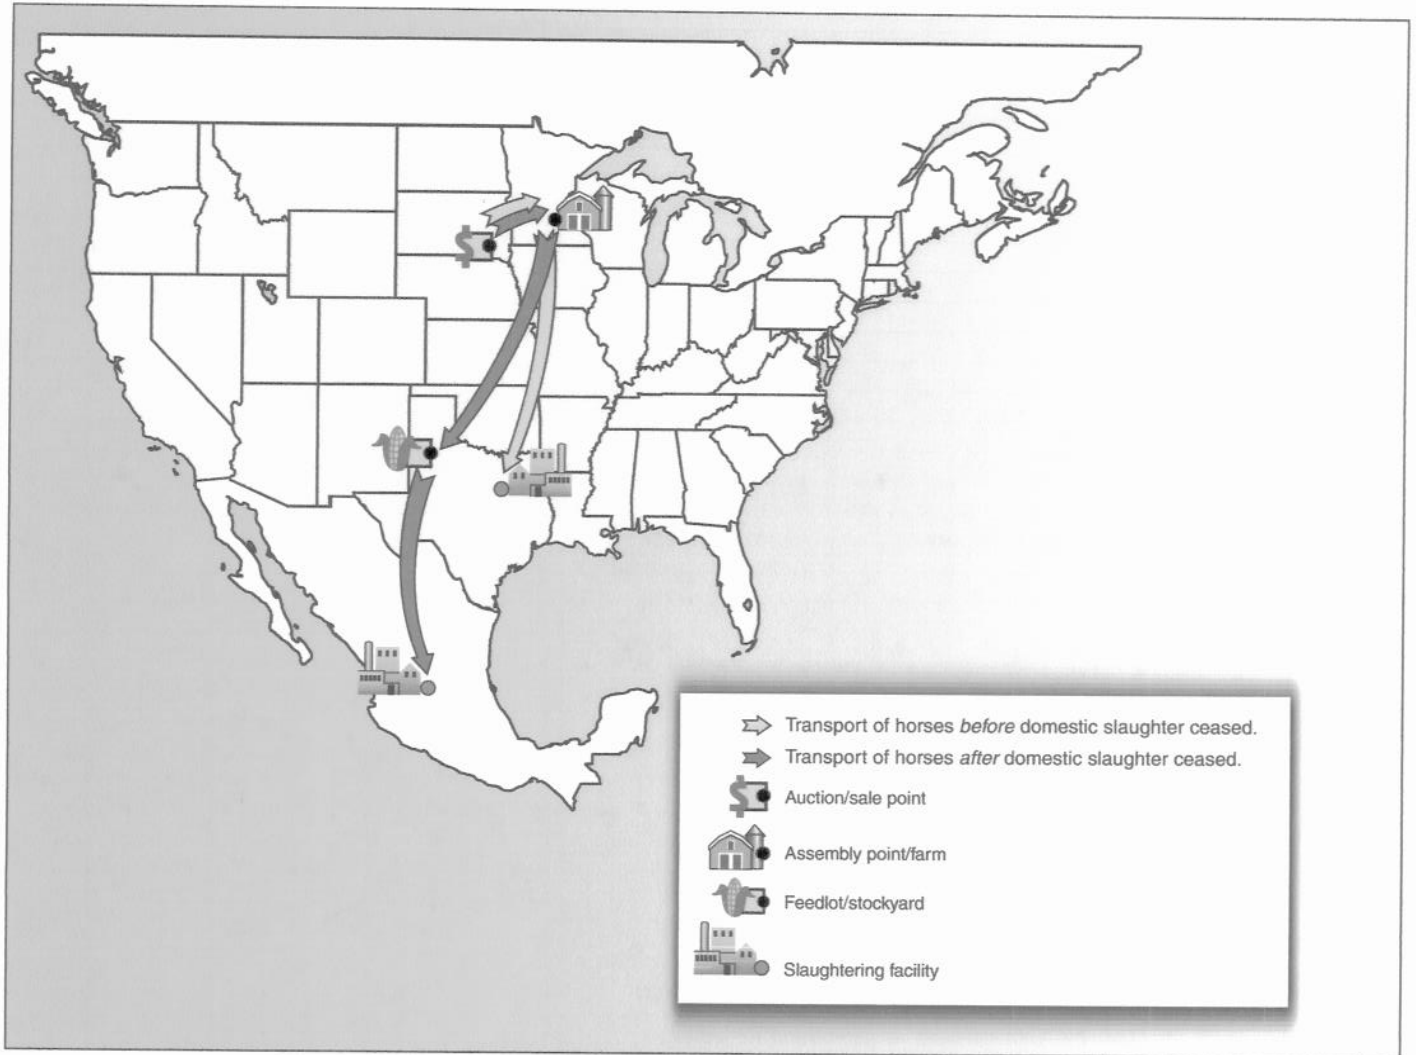 Transport of horses before domestic slaughter ceased.
Transport of horses after domestic slaughter ceased.
Auction/sale point
Assembly point/farm
Feedlot/stockyard
Slaughtering facility